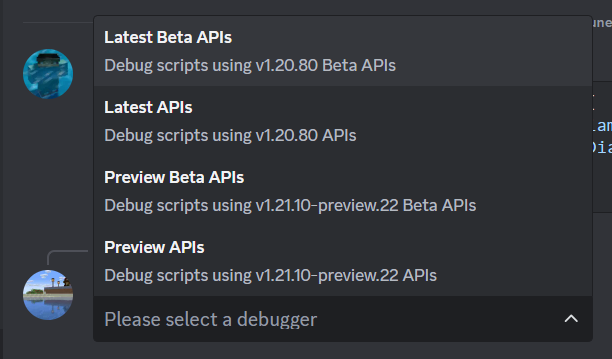 Latest Beta APIs
Debug scripts using v1.20.80 Beta APIs
Latest APIs
Debug scripts using v1.20.80 APIs
Preview Beta APIs
Debug scripts using v1.21.10-preview.22 Beta APIs
Preview APIs
Debug scripts using v1.21.10-preview.22 APIs
Please select a debugger